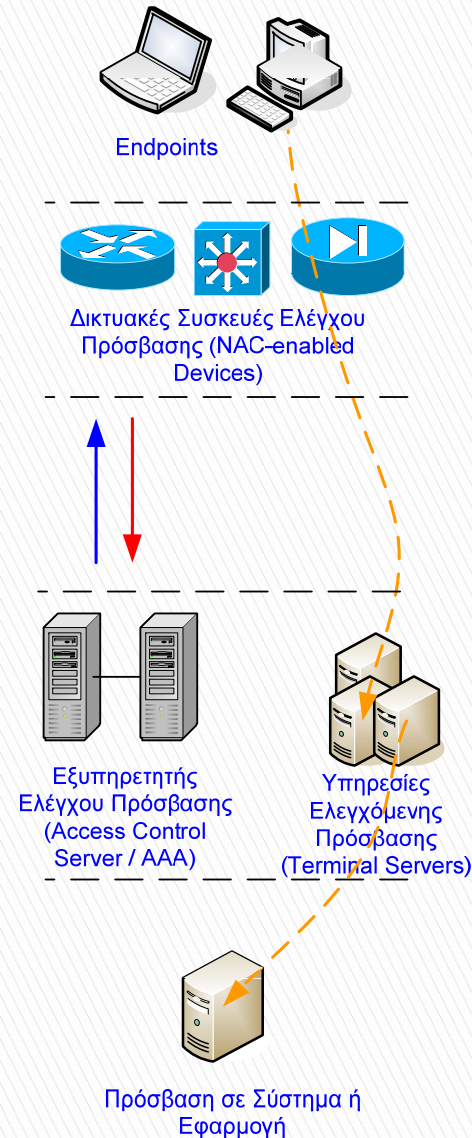 Endpoints
Δικτυακές Συσκευές Ελέγχου
Πρόσβασης (NAC-enabled
Devices)
Εξυπηρετητής
Ελέγχου Πρόσβασης
(Access Control
Server / AAA)
Υπηρεσίες
Ελεγχόμενης
Πρόσβασης
(Terminal Servers)
Πρόσβαση σε Σύστημα ή
Εφαρμογή